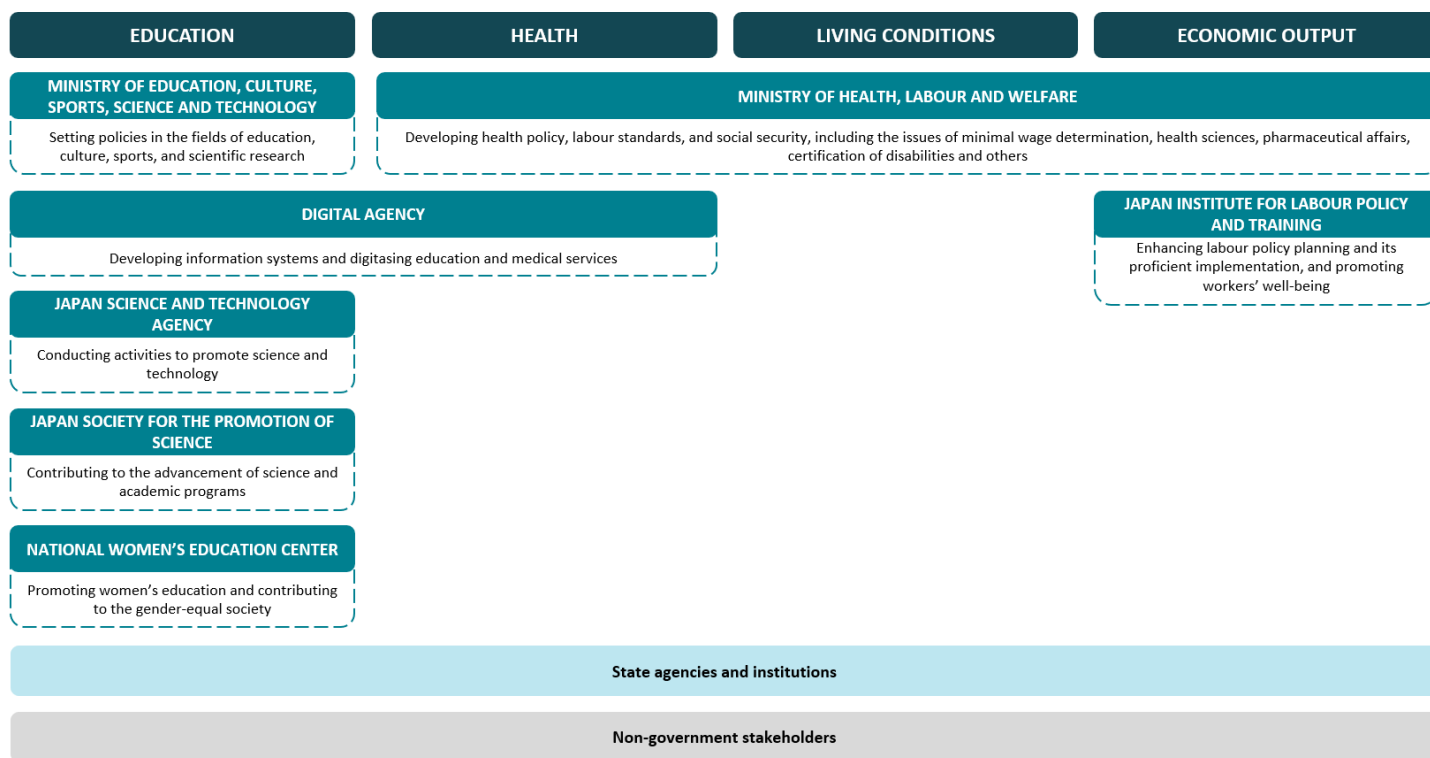 EDUCATION
HEALTH
LIVING CONDITIONS
ECONOMIC OUTPUT
MINISTRY OF EDUCATION, CULTURE,
SPORTS, SCIENCE AND TECHNOLOGY
Setting policies in the fields of education,
culture, sports, and scientific research
MINISTRY OF HEALTH, LABOUR AND WELFARE
Developing health policy, labour standards, and social security, including the issues of minimal wage determination, health sciences, pharmaceutical affairs,
certification of disabilities and others
DIGITAL AGENCY
Developing information systems and digitasing education and medical services
JAPAN INSTITUTE FOR LABOUR POLICY
AND TRAINING
Enhancing labour policy planning and its
proficient implementation, and promoting
workers’ well-being
JAPAN SCIENCE AND TECHNOLOGY
AGENCY
Conducting activities to promote science and
technology
JAPAN SOCIETY FOR THE PROMOTION OF
SCIENCE
Contributing to the advancement of science and
academic programs
NATIONAL WOMEN’S EDUCATION CENTER
Promoting women’s education and contributing
to the gender-equal society
State agencies and institutions
Non-government stakeholders